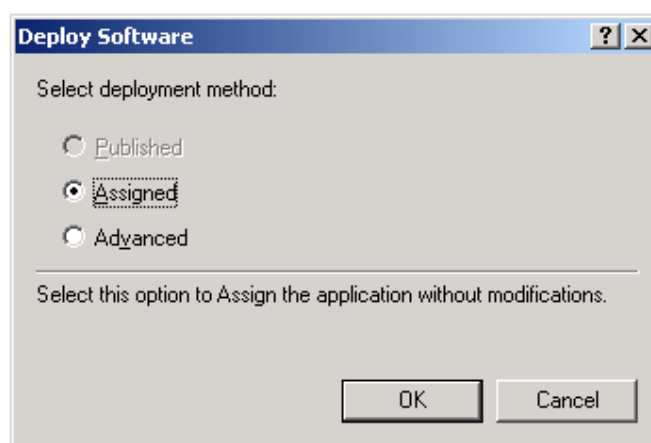 Deploy Software
Select deployment method:
Published
Assigned
Advanced
Select this option to Assign the application without modifications.
OK
Cancel